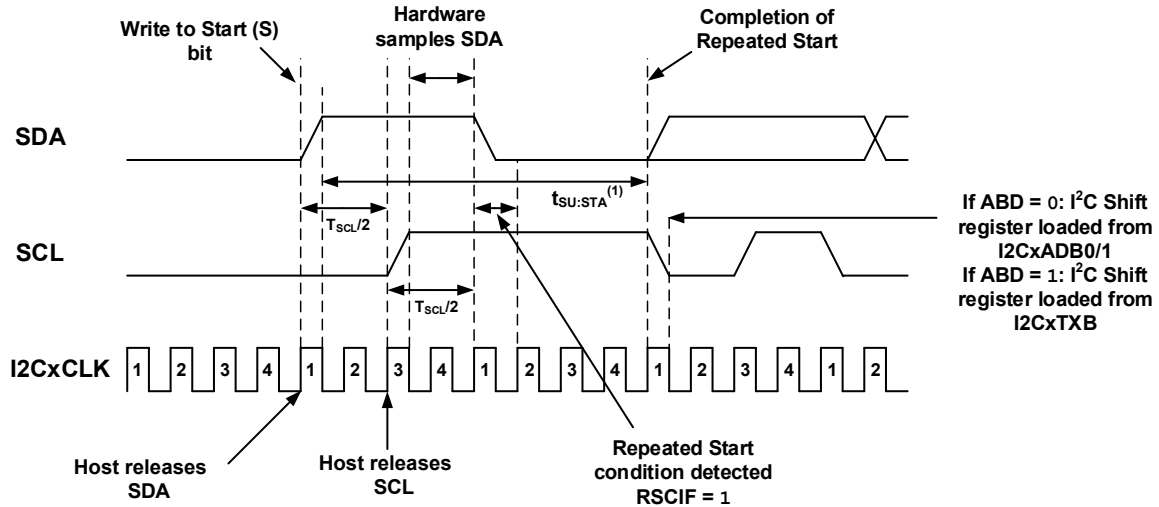 Write to Start (S)
bit
Hardware
samples SDA
Completion of
Repeated Start
SDA
tSU:STA(1)
TSCL/2
SCL
TSCL/2
If ABD = 0: I2C Shift
register loaded from
I2CxADB0/1
If ABD = 1: I2C Shift
register loaded from
I2CxTXB
I2CxCLK
1 2 3 4 1 2 3 4 1 2 3 4 1 2 3 4 1 2
Host releases
SDA
Host releases
SCL
Repeated Start
condition detected
RSCIF = 1